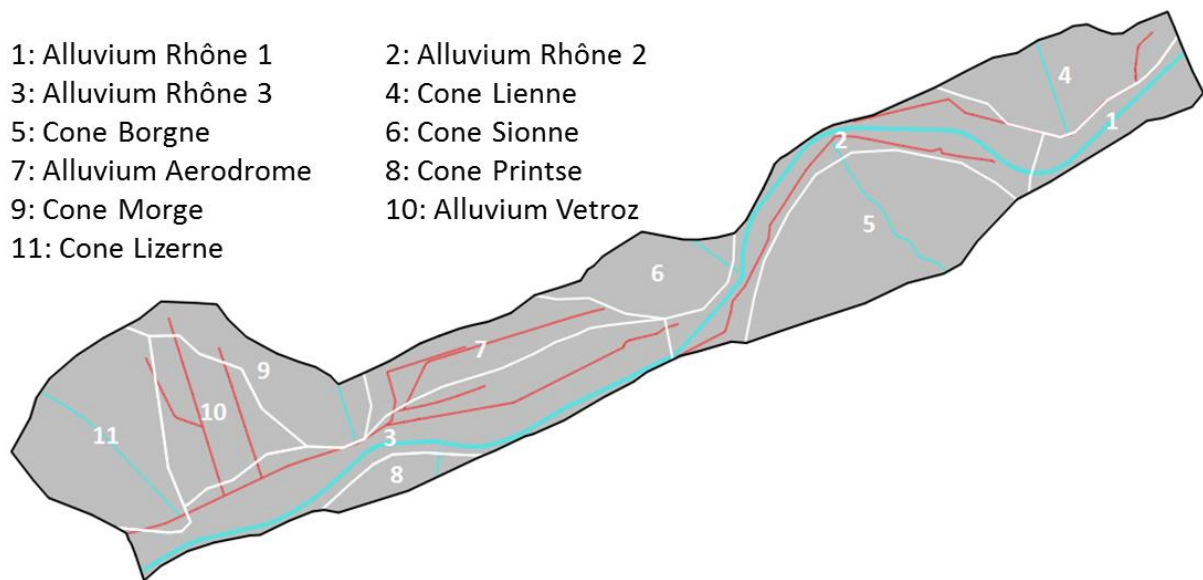 1: Alluvium Rhône 1 2: Alluvium Rhône 2
3: Alluvium Rhône 3 4: Cone Lienne
5: Cone Borgne 6: Cone Sionne
7: Alluvium Aerodrome 8: Cone Printse
9: Cone Morge 10: Alluvium Vetroz
11: Cone Lizerne
4
1
2
5
6
7
9
10
11
3
8